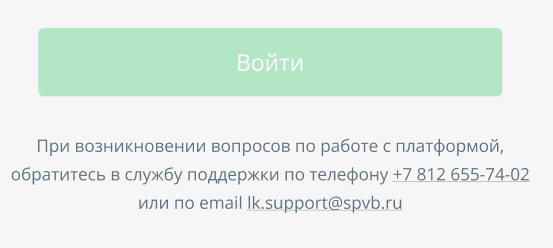 Войти
При возникновении вопросов по работе с платформой,
обратитесь в службу поддержки по телефону +7 812 655-74-02
или по email lk.support@spvb.ru